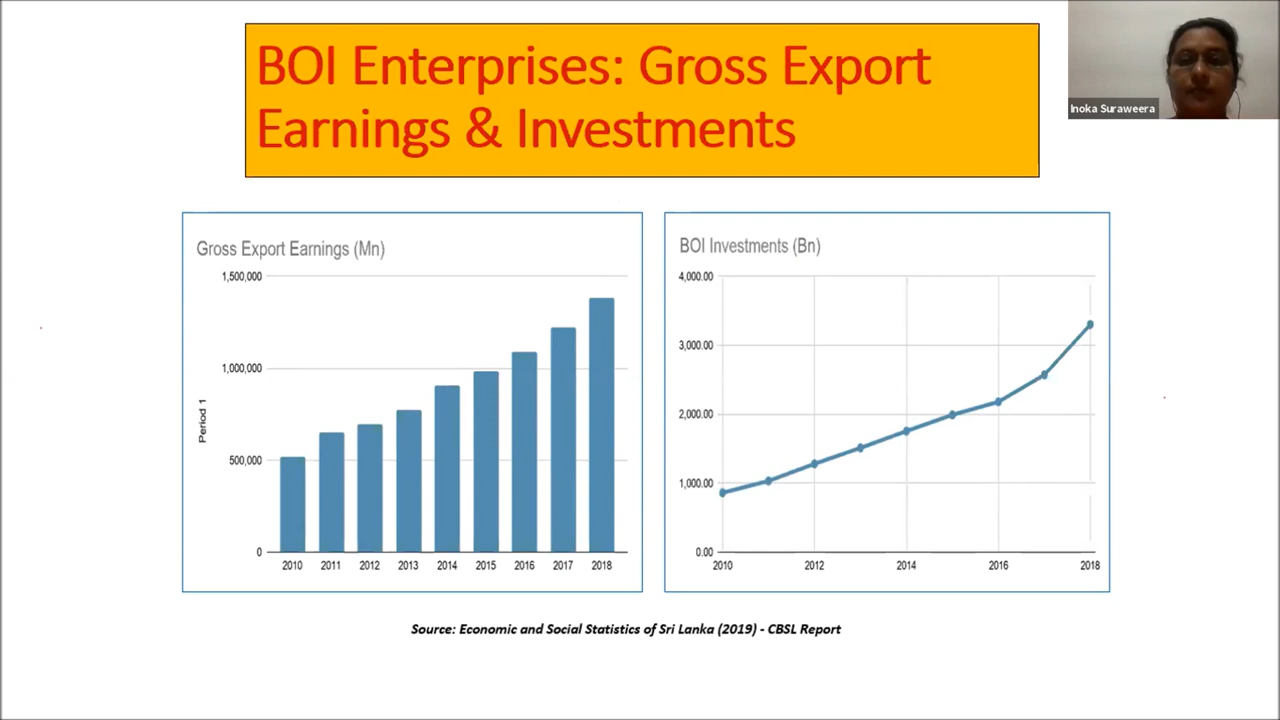 BOI Enterprises: Gross Export
Earnings & Investments
Inoka Suraweera
Gross Export Earnings (Mn)
1,500,000
1,000,000
500,000
0
Period 1
2010 2011 2012 2013 2014 2015 2016 2017 2018
BOI Investments (Bn)
4,000.00
3,000.00
2,000.00
1,000.00
0.00
2010 2012 2014 2016 2018
Source: Economic and Social Statistics of Sri Lanka (2019) - CBSL Report